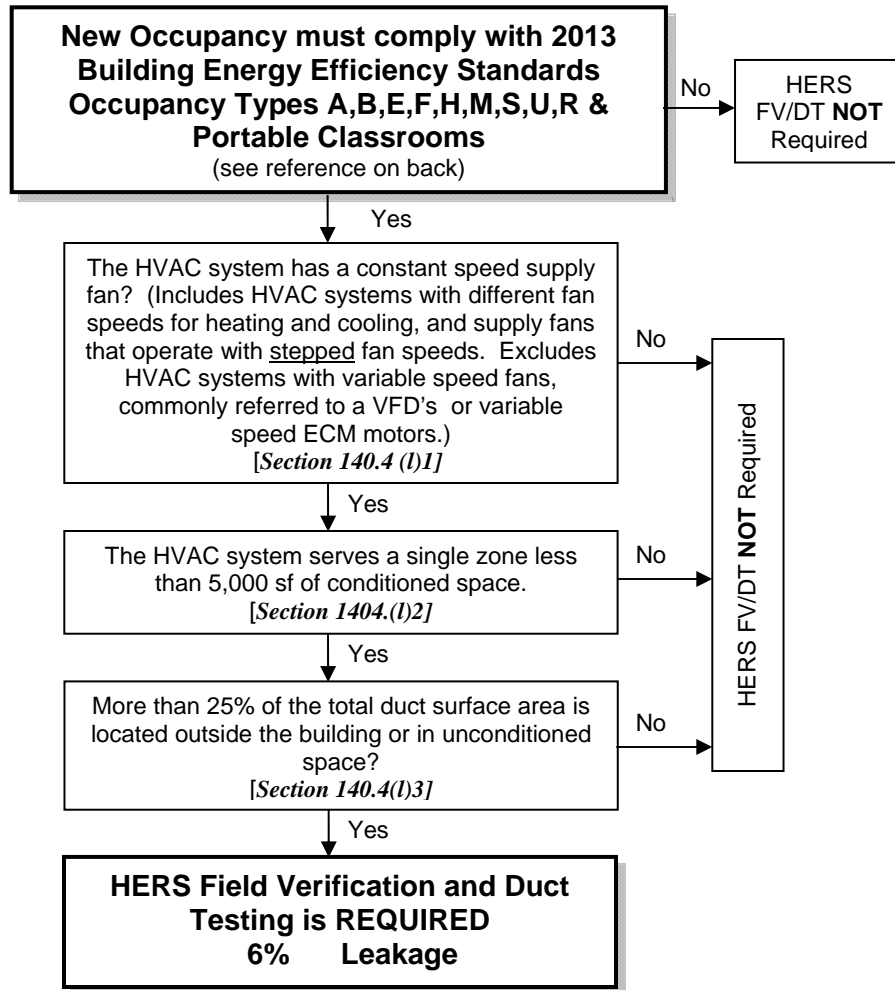 New Occupancy must comply with 2013
Building Energy Efficiency Standards
Occupancy Types A,B,E,F,H,M,S,U,R &
Portable Classrooms
(see reference on back)
No
HERS
FV/DT NOT
Required
Yes
The HVAC system has a constant speed supply
fan?  (Includes HVAC systems with different fan
speeds for heating and cooling, and supply fans
that operate with stepped fan speeds.  Excludes
HVAC systems with variable speed fans,
commonly referred to a VFD's  or variable
speed ECM motors.)
[Section 140.4 (l)1]
No
HERS FV/DT NOT Required
Yes
The HVAC system serves a single zone less
than 5,000 sf of conditioned space.
[Section 1404.(l)2]
No
Yes
More than 25% of the total duct surface area is
located outside the building or in unconditioned
space?
[Section 140.4(l)3]
No
Yes
HERS Field Verification and Duct
Testing is REQUIRED
6%      Leakage